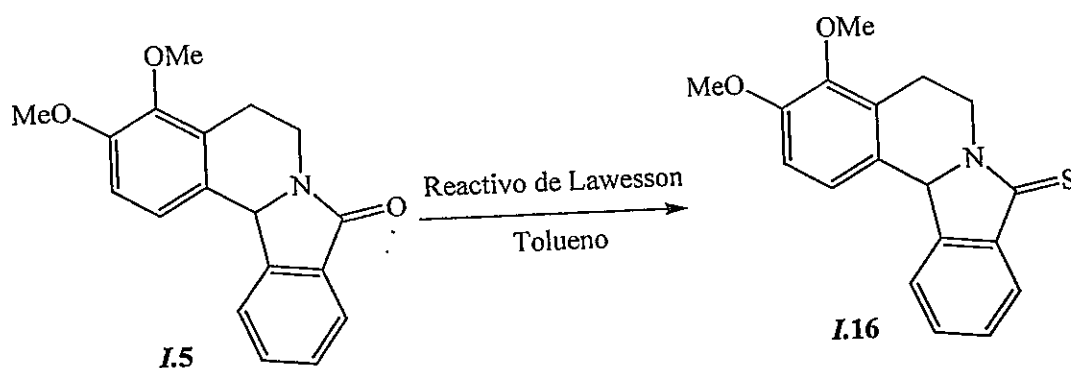 OMe
MeO
N
O
I.5
Reactivo de Lawesson
Tolueno
OMe
MeO
N
S
I.16